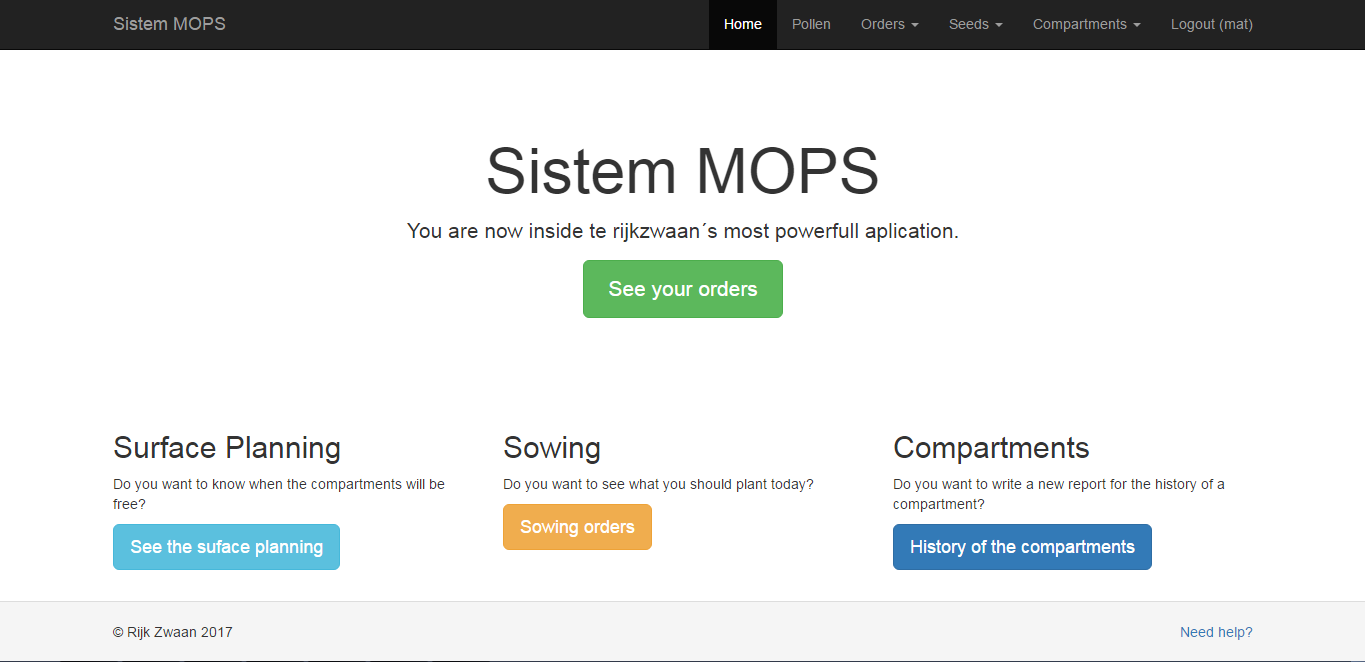 Sistem MOPS
Home
Pollen
Orders
Seeds
Compartments
Logout (mat)
Sistem MOPS
You are now inside te rijkzwaan´s most powerfull aplication.
See your orders
Surface Planning
Do you want to know when the compartments will be
free?
See the suface planning
Sowing
Do you want to see what you should plant today?
Sowing orders
Compartments
Do you want to write a new report for the history of a
compartment?
History of the compartments
© Rijk Zwaan 2017
Need help?